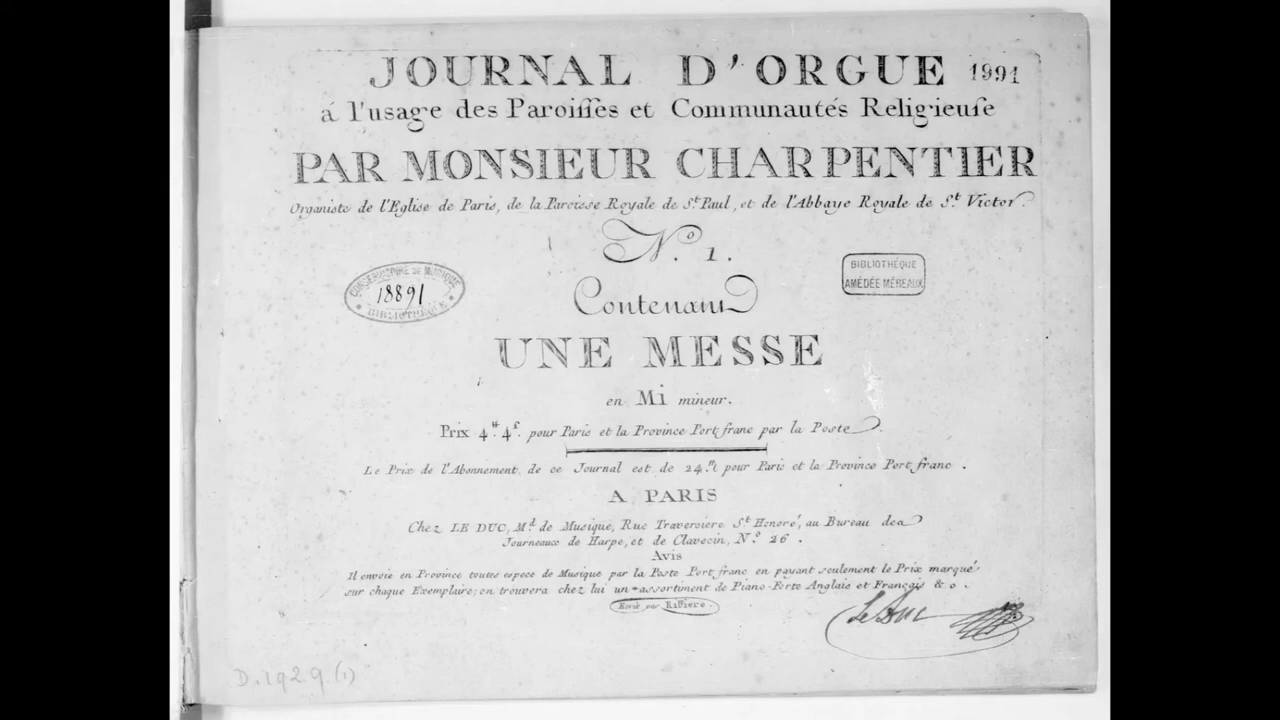 JOURNAL D'ORGUE 1991
á l'usage des Paroiſſes et Communautés Religieuſe
PAR MONSIEUR CHARPENTIER
Organiste de l'Eglise de Paris, de la Paroisse Royale de St. Paul, et de l'Abbaye Royale de St. Victor.
No. 1.
CONSERVATOIRE DE MUSIQUE
18891
BIBLIOTHÈQUE
BIBLIOTHÈQUE
AMÉDÉE MÉREAUX
Contenant
UNE MESSE
en Mi mineur.
Prix 4tt. 4ſ. pour Paris et la Province Port franc par la Poste.
Le Prix de l'Abonnement de ce Journal est de 24tt pour Paris et la Province Port franc.
A PARIS
Chez LE DUC, Md. de Musique, Rue Traversiere St. Honoré, au Bureau des
Journeaux de Harpe, et de Clavecin, No. 26.
Avis
Il envoie en Province toutes espece de Musique par la Poste Port franc en payant seulement le Prix marqué
sur chaque Exemplaire; on trouvera chez lui un assortiment de Piano-Forte Anglais et Français & c.
Ecrit par Ribiere.
Le Duc
D.1929 (1)